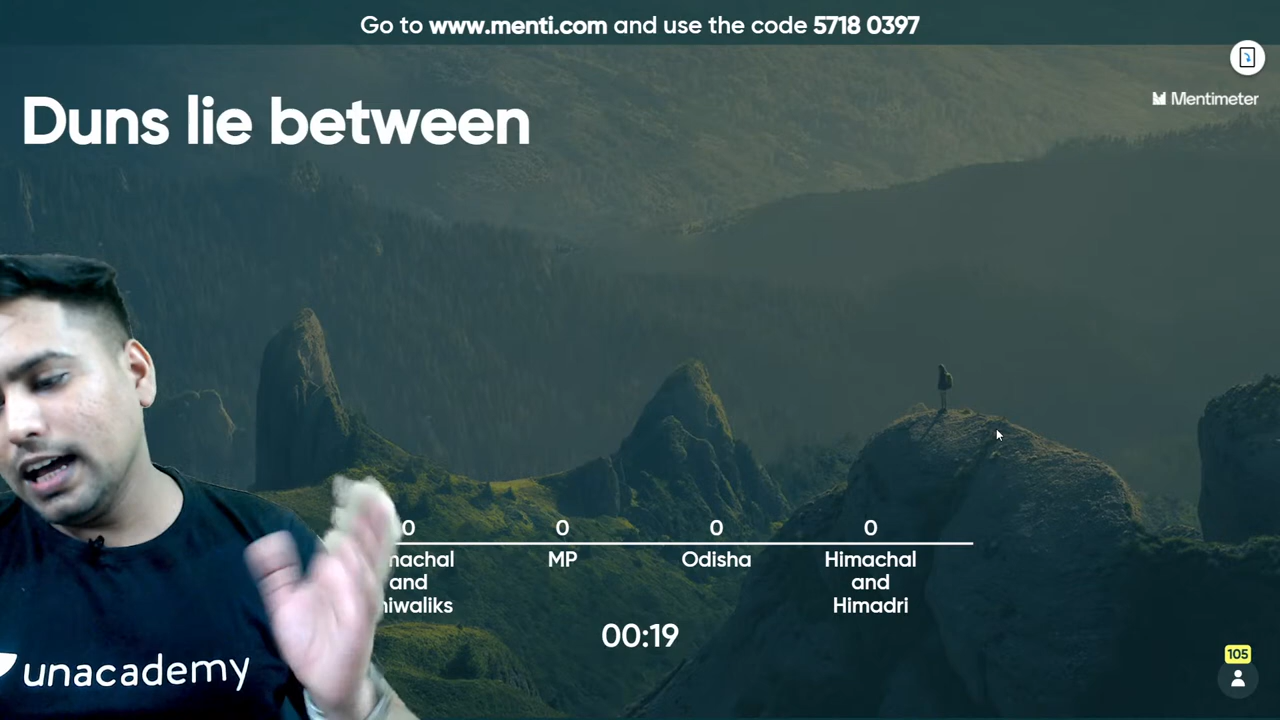 Go to www.menti.com and use the code 5718 0397
Mentimeter
Duns lie between
0 0 0 0
MP
Odisha
Himachal
and
Himadri
and
00:19
unacademy
105